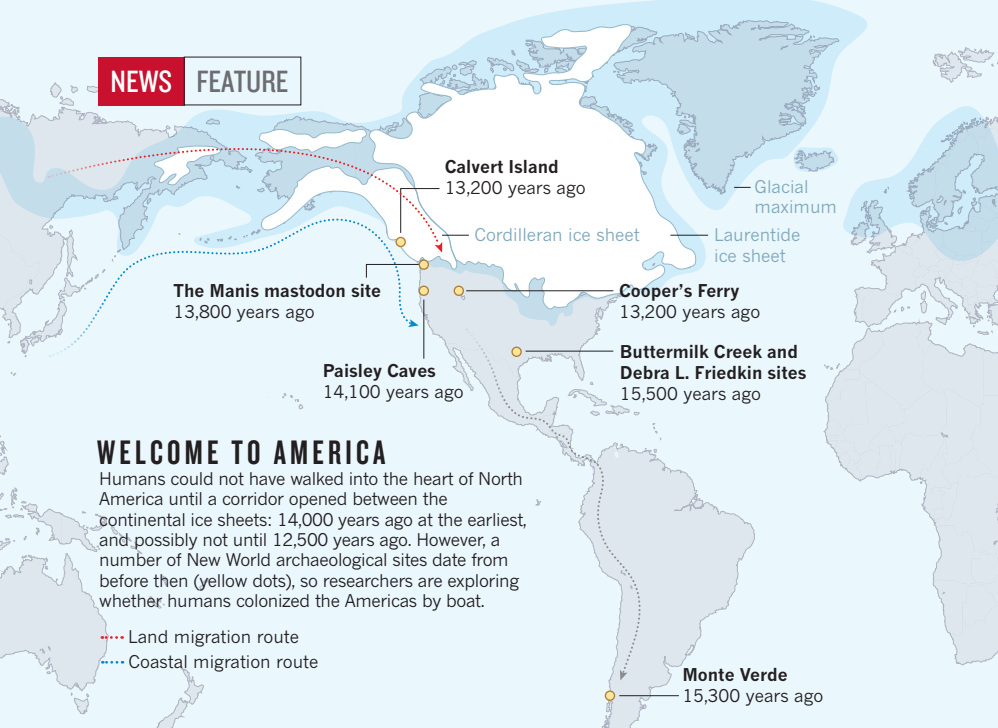 NEWS FEATURE
Calvert Island
13,200 years ago
Glacial
maximum
Cordilleran ice sheet
Laurentide
ice sheet
The Manis mastodon site
13,800 years ago
Cooper's Ferry
13,200 years ago
Buttermilk Creek and
Debra L. Friedkin sites
15,500 years ago
Paisley Caves
14,100 years ago
WELCOME TO AMERICA
Humans could not have walked into the heart of North
America until a corridor opened between the
continental ice sheets: 14,000 years ago at the earliest,
and possibly not until 12,500 years ago. However, a
number of New World archaeological sites date from
before then (yellow dots), so researchers are exploring
whether humans colonized the Americas by boat.
Land migration route
Coastal migration route
Monte Verde
15,300 years ago